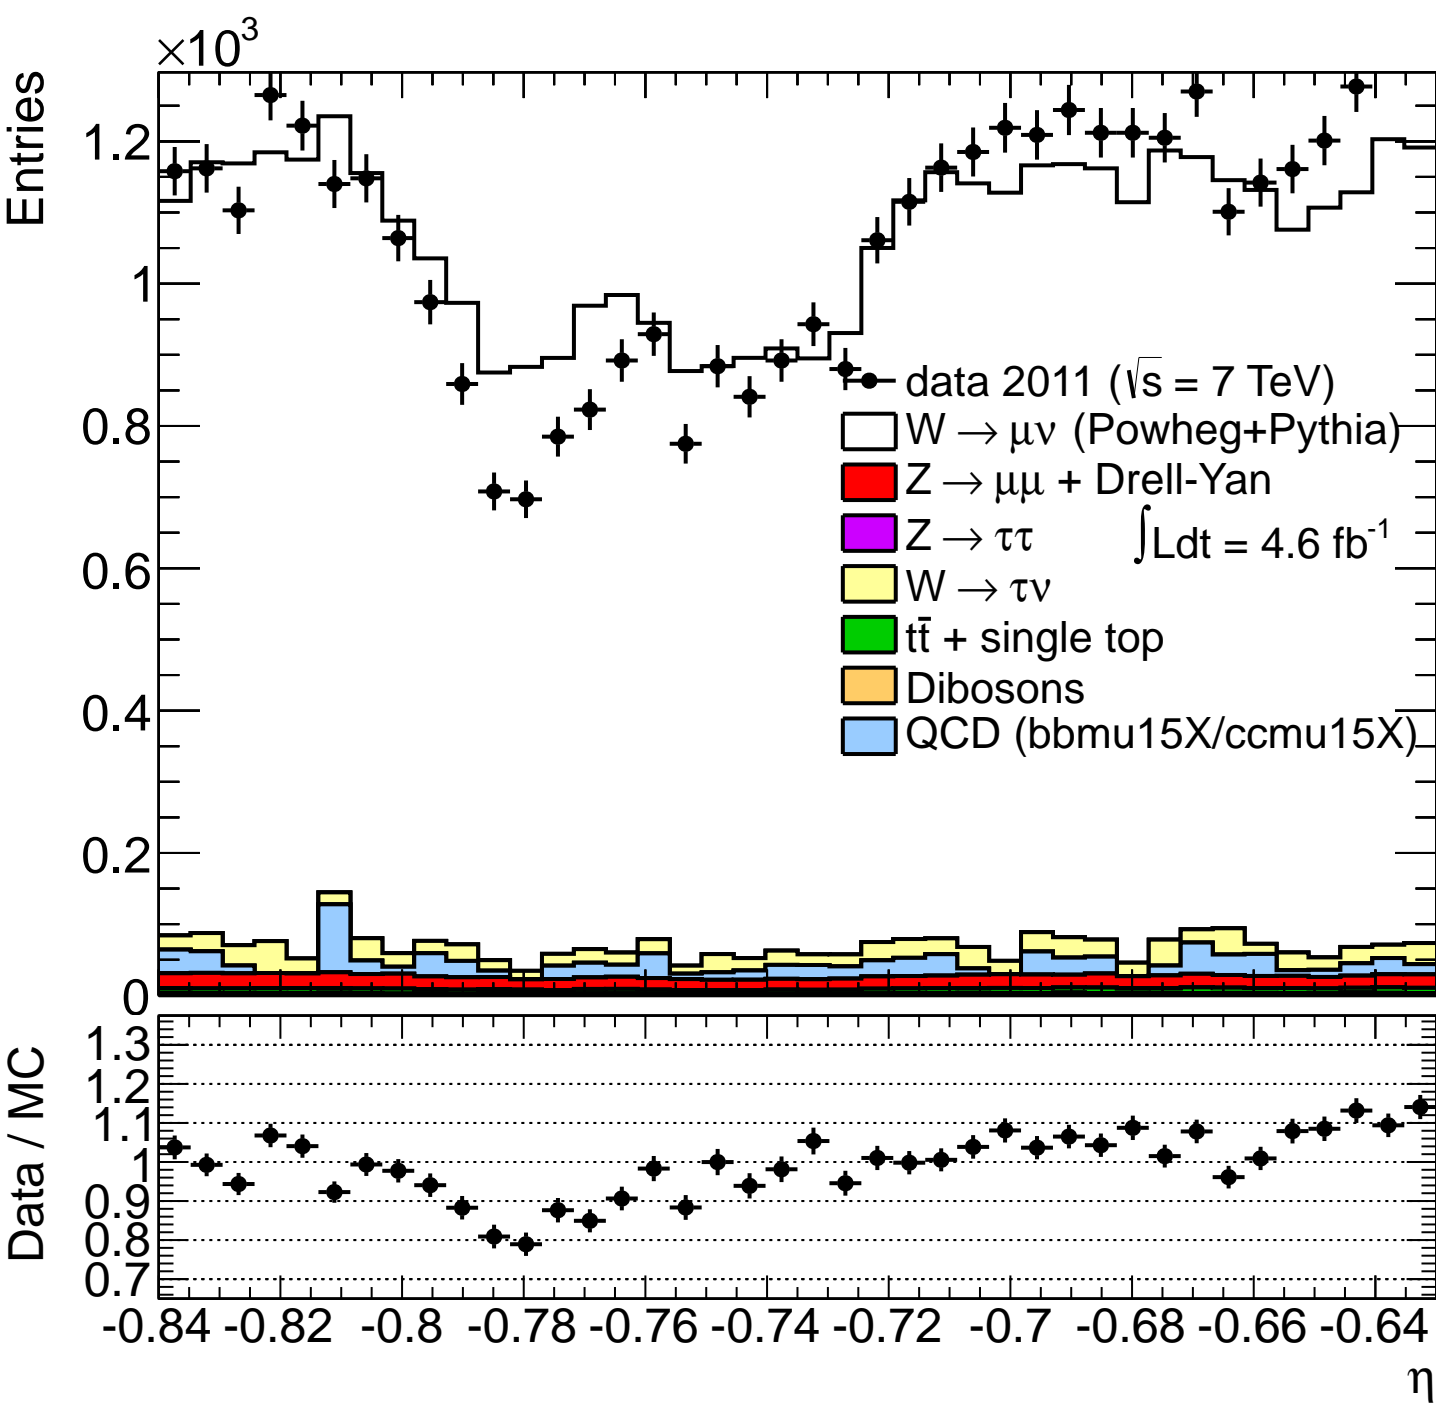 ×10³
Entries
1.2
1
0.8
0.6
0.4
0.2
0
data 2011 (√s = 7 TeV)
W → μν (Powheg+Pythia)
Z → μμ + Drell-Yan
Z → ττ
∫Ldt = 4.6 fb⁻¹
W → τν
tt̄ + single top
Dibosons
QCD (bbmu15X/ccmu15X)
Data / MC
1.3
1.2
1.1
1
0.9
0.8
0.7
-0.84 -0.82 -0.8 -0.78 -0.76 -0.74 -0.72 -0.7 -0.68 -0.66 -0.64
η